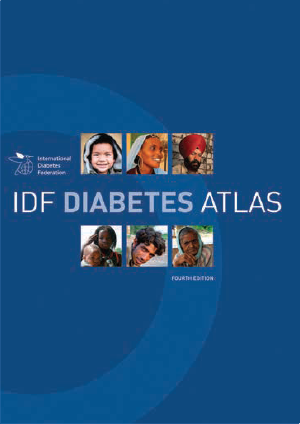 International
Diabetes
Federation
IDF DIABETES ATLAS
FOURTH EDITION